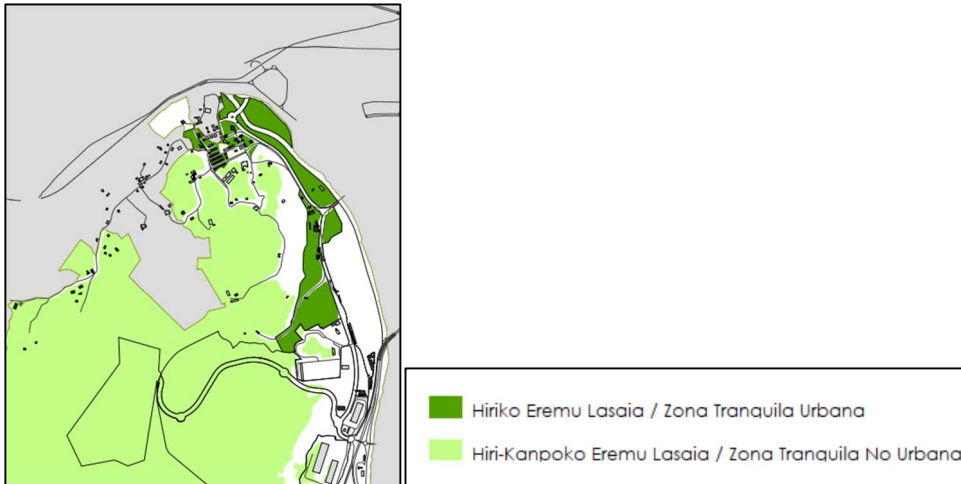 Hiriko Eremu Lasaia / Zona Tranquila Urbana
Hiri-Kanpoko Eremu Lasaia / Zona Tranquila No Urbana